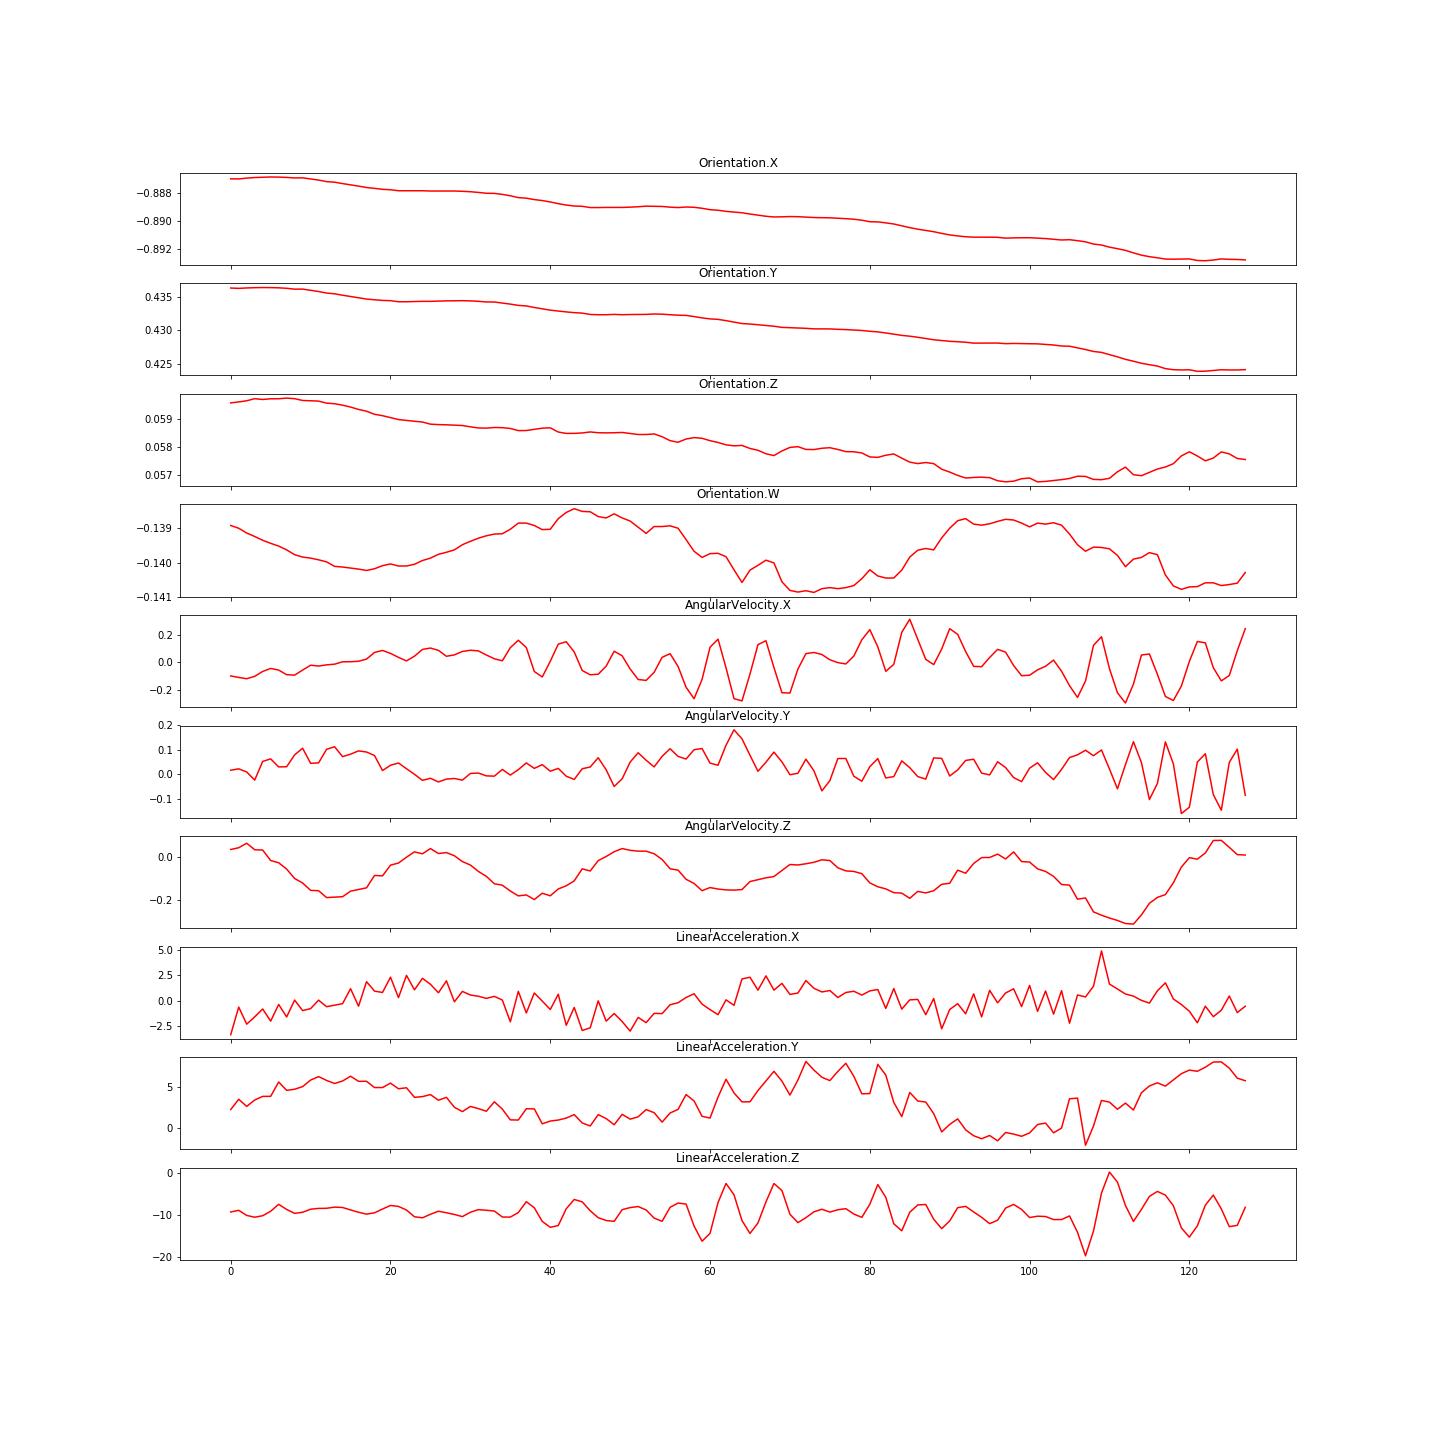 Orientation.X
−0.888
−0.890
−0.892
Orientation.Y
0.435
0.430
0.425
Orientation.Z
0.059
0.058
0.057
Orientation.W
−0.139
−0.140
−0.141
AngularVelocity.X
0.2
0.0
−0.2
AngularVelocity.Y
0.2
0.1
0.0
−0.1
AngularVelocity.Z
0.0
−0.2
LinearAcceleration.X
5.0
2.5
0.0
−2.5
LinearAcceleration.Y
5
0
LinearAcceleration.Z
0
−10
−20
0 20 40 60 80 100 120